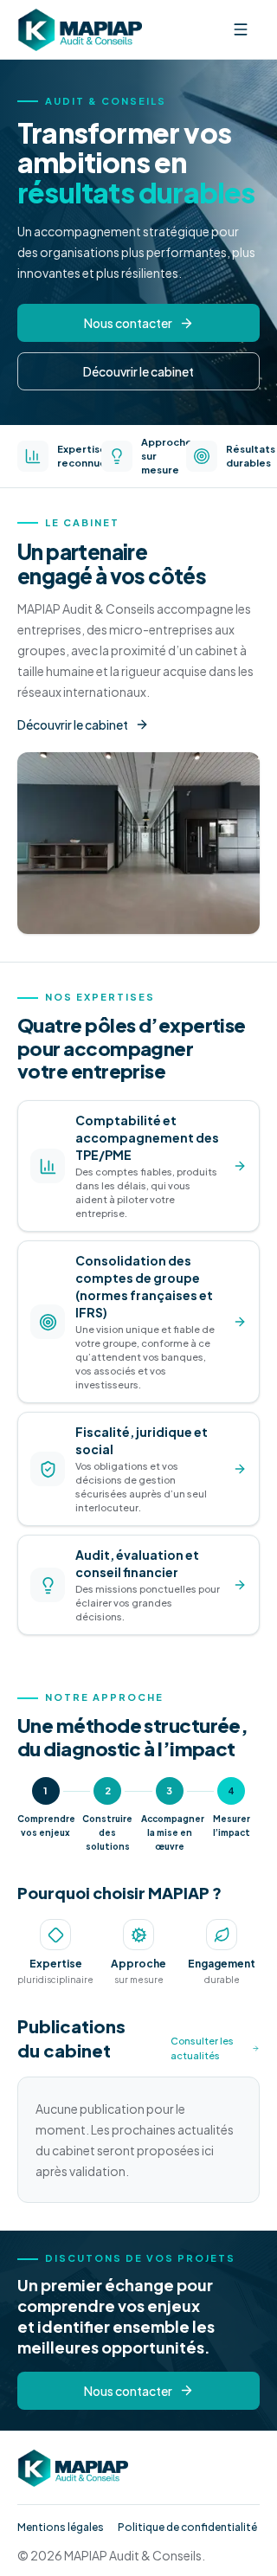 MAPIAP
Audit & Conseils
AUDIT & CONSEILS
Transformer vos
ambitions en
résultats durables
Un accompagnement stratégique pour
des organisations plus performantes, plus
innovantes et plus résilientes.
Nous contacter →
Découvrir le cabinet
Expertise
reconnue
Approche
sur
mesure
Résultats
durables
LE CABINET
Un partenaire
engagé à vos côtés
MAPIAP Audit & Conseils accompagne les
entreprises, des micro-entreprises aux
groupes, avec la proximité d’un cabinet à
taille humaine et la rigueur acquise dans les
réseaux internationaux.
Découvrir le cabinet →
NOS EXPERTISES
Quatre pôles d’expertise
pour accompagner
votre entreprise
Comptabilité et
accompagnement des
TPE/PME
Des comptes fiables, produits
dans les délais, qui vous
aident à piloter votre
entreprise.
Consolidation des
comptes de groupe
(normes françaises et
IFRS)
Une vision unique et fiable de
votre groupe, conforme à ce
qu’attendent vos banques,
vos associés et vos
investisseurs.
Fiscalité, juridique et
social
Vos obligations et vos
décisions de gestion
sécurisées auprès d’un seul
interlocuteur.
Audit, évaluation et
conseil financier
Des missions ponctuelles pour
éclairer vos grandes
décisions.
NOTRE APPROCHE
Une méthode structurée,
du diagnostic à l’impact
1
Comprendre
vos enjeux
2
Construire
des
solutions
3
Accompagner
la mise en
œuvre
4
Mesurer
l’impact
Pourquoi choisir MAPIAP ?
Expertise
pluridisciplinaire
Approche
sur mesure
Engagement
durable
Publications
du cabinet
Consulter les
actualités →
Aucune publication pour le
moment. Les prochaines actualités
du cabinet seront proposées ici
après validation.
DISCUTONS DE VOS PROJETS
Un premier échange pour
comprendre vos enjeux
et identifier ensemble les
meilleures opportunités.
Nous contacter →
MAPIAP
Audit & Conseils
Mentions légales Politique de confidentialité
© 2026 MAPIAP Audit & Conseils.